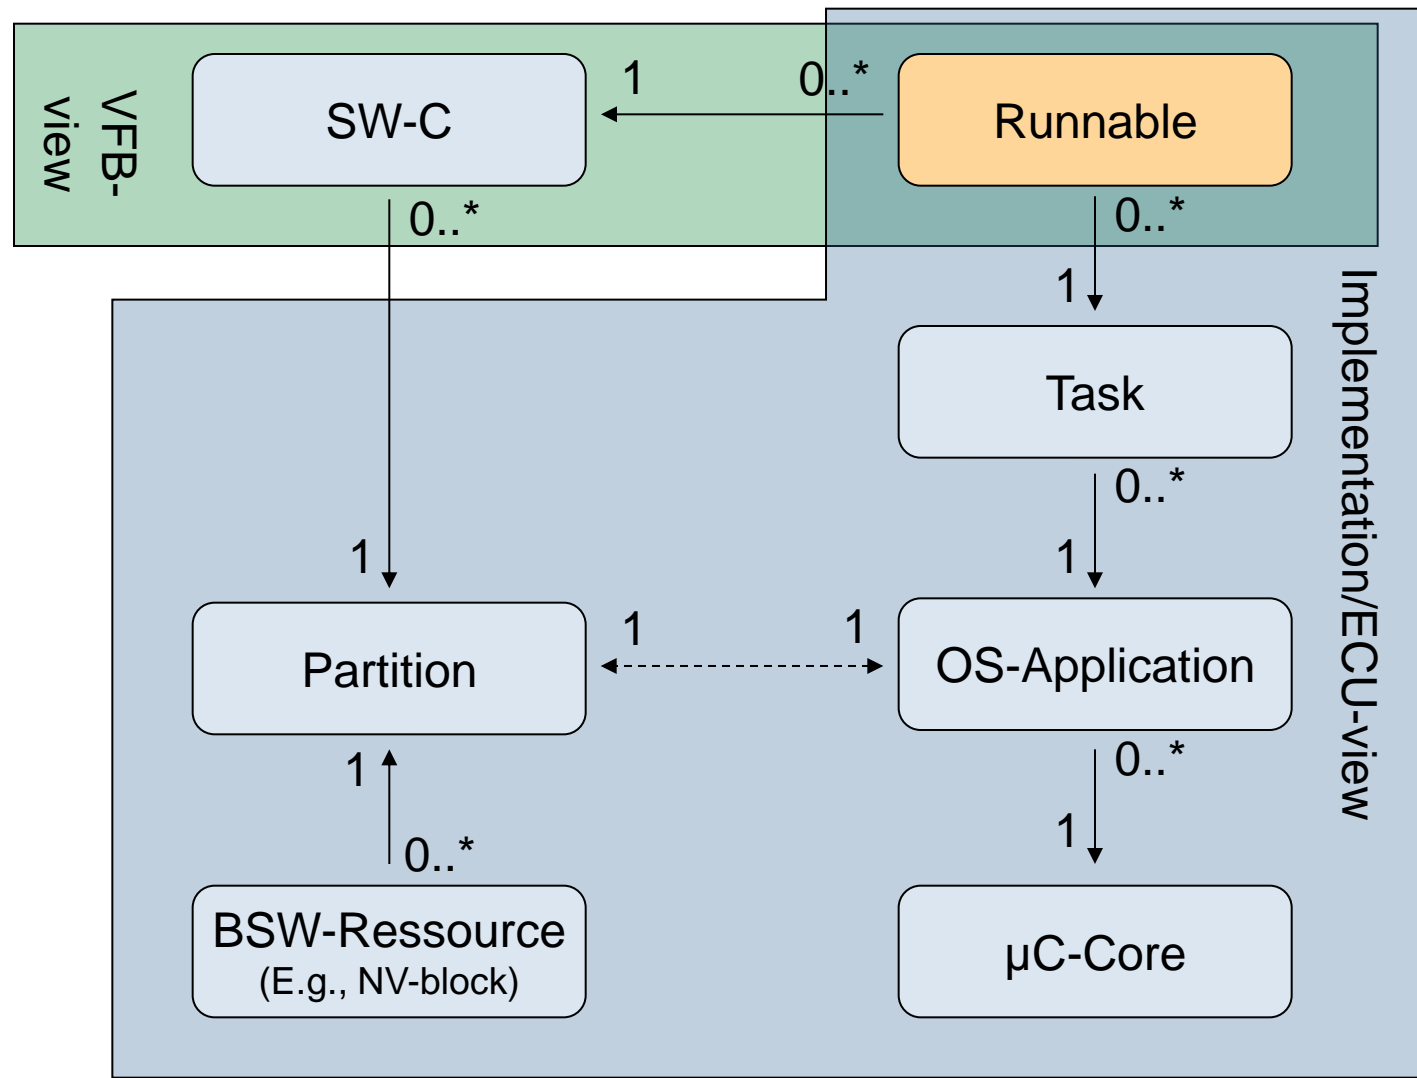 VFB-
view
SW-C
1
0..*
Runnable
0..*
0..*
1
Task
0..*
1
1
Partition
1
1
OS-Application
1
0..*
0..*
1
BSW-Ressource
(E.g., NV-block)
µC-Core
Implementation/ECU-view